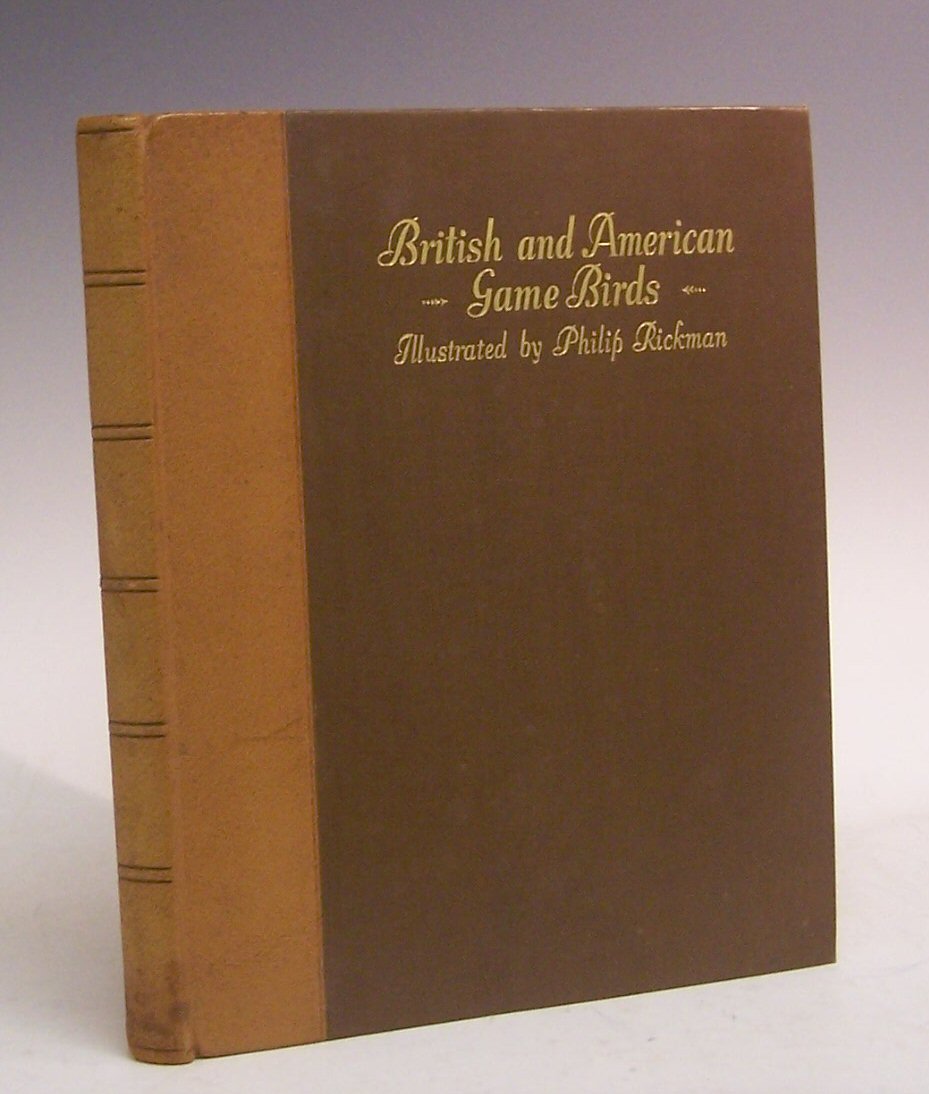 British and American
Game Birds
Illustrated by Philip Rickman